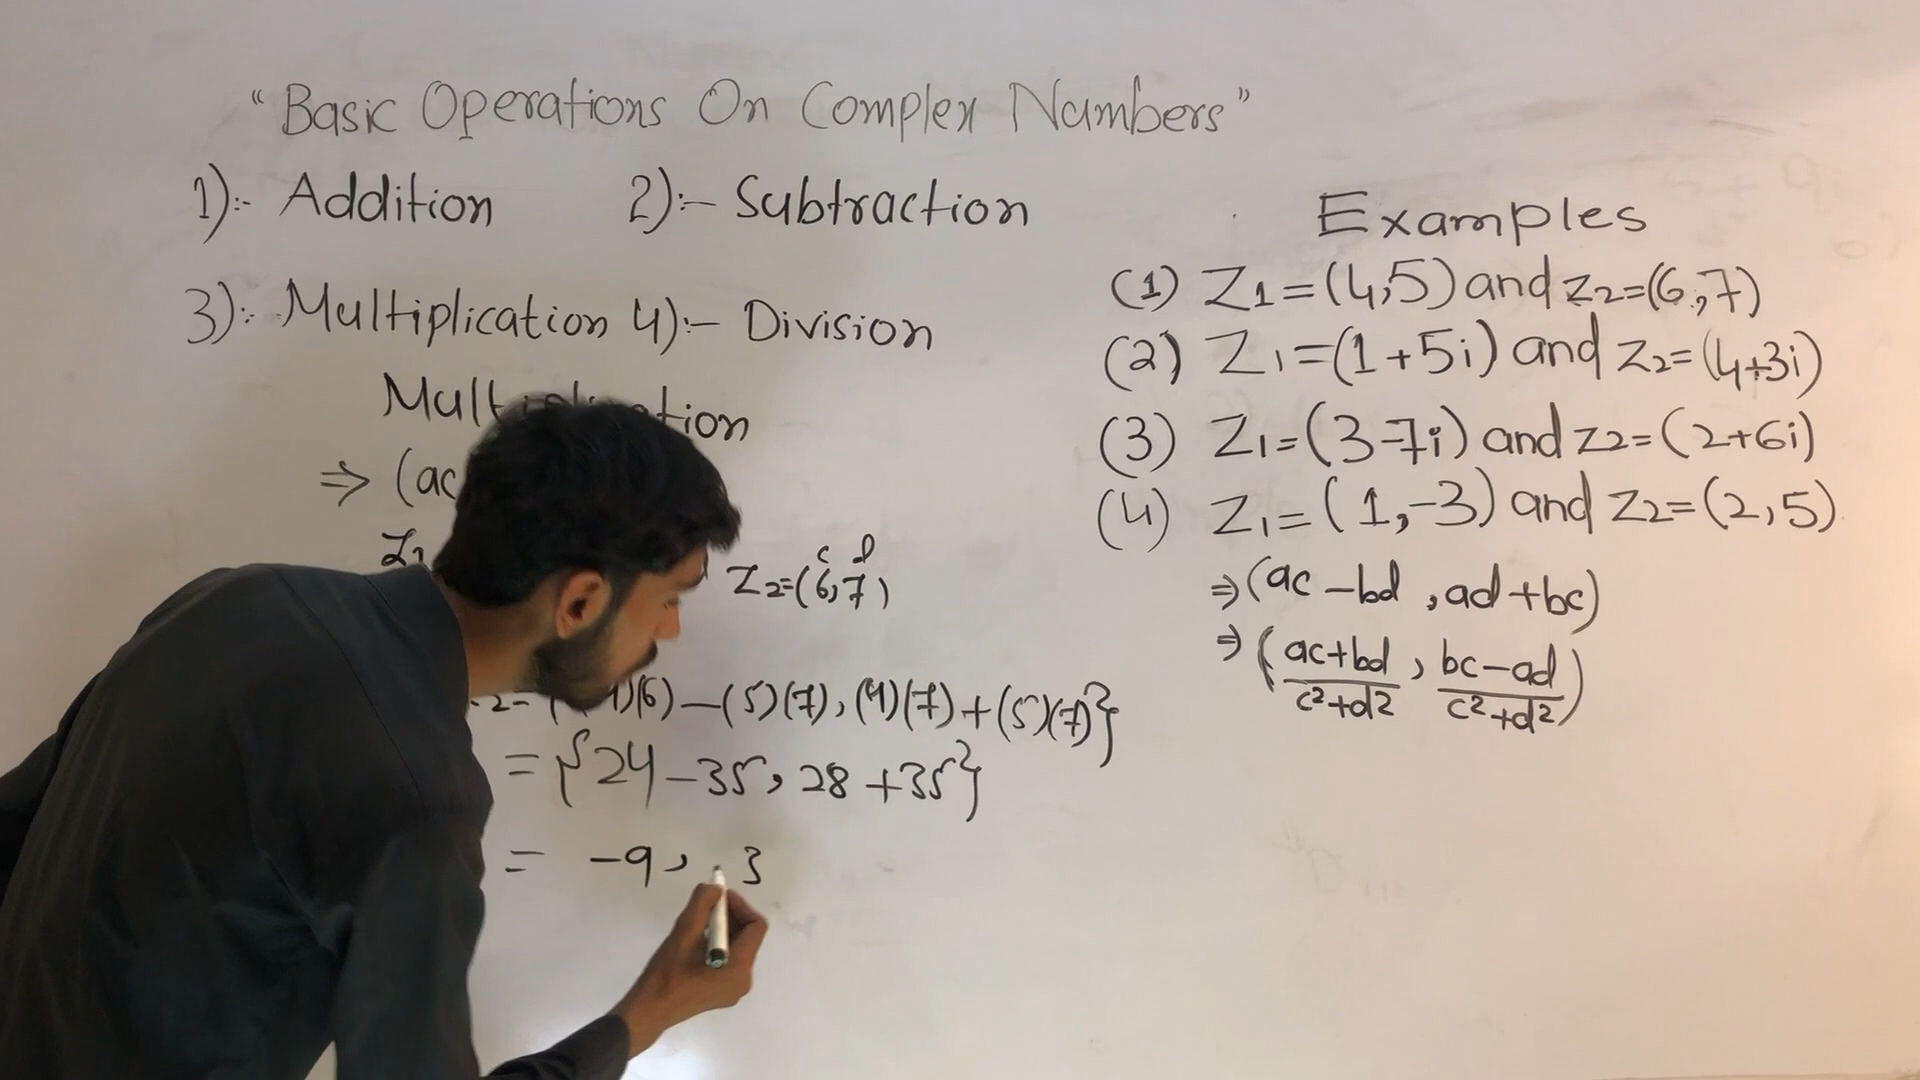 “Basic Operations On Complex Numbers”
1):- Addition 2):- Subtraction
3):- Multiplication 4):- Division
Multiplication
⇒ (ac
Z1
c d
Z2=(6,7)
)(6)-(5)(7),(4)(7)+(5)(7)}
={24-35,28+35}
= -9, 3
Examples
(1) Z1=(4,5) and Z2=(6,7)
(2) Z1=(1+5i) and Z2=(4+3i)
(3) Z1=(3-7i) and Z2=(2+6i)
(4) Z1=(1,-3) and Z2=(2,5)
⇒(ac-bd, ad+bc)
⇒(ac+bd/c²+d², bc-ad/c²+d²)